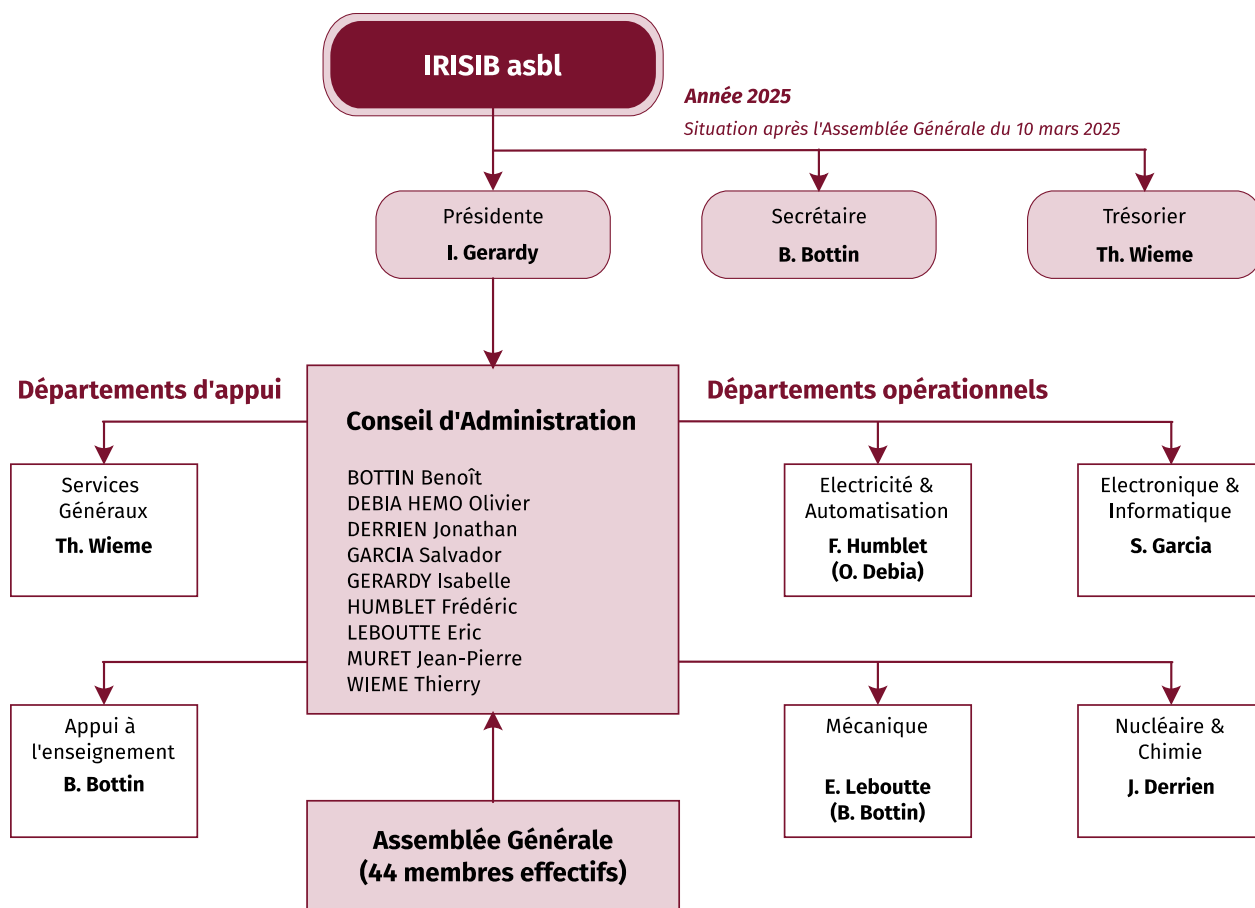 IRISIB asbl
Année 2025
Situation après l'Assemblée Générale du 10 mars 2025
Présidente
I. Gerardy
Secrétaire
B. Bottin
Trésorier
Th. Wieme
Départements d'appui
Départements opérationnels
Conseil d'Administration
BOTTIN Benoît
DEBIA HEMO Olivier
DERRIEN Jonathan
GARCIA Salvador
GERARDY Isabelle
HUMBLET Frédéric
LEBOUTTE Eric
MURET Jean-Pierre
WIEME Thierry
Services
Généraux
Th. Wieme
Electricité &
Automatisation
F. Humblet
(O. Debia)
Electronique &
Informatique
S. Garcia
Appui à
l'enseignement
B. Bottin
Mécanique
E. Leboutte
(B. Bottin)
Nucléaire &
Chimie
J. Derrien
Assemblée Générale
(44 membres effectifs)